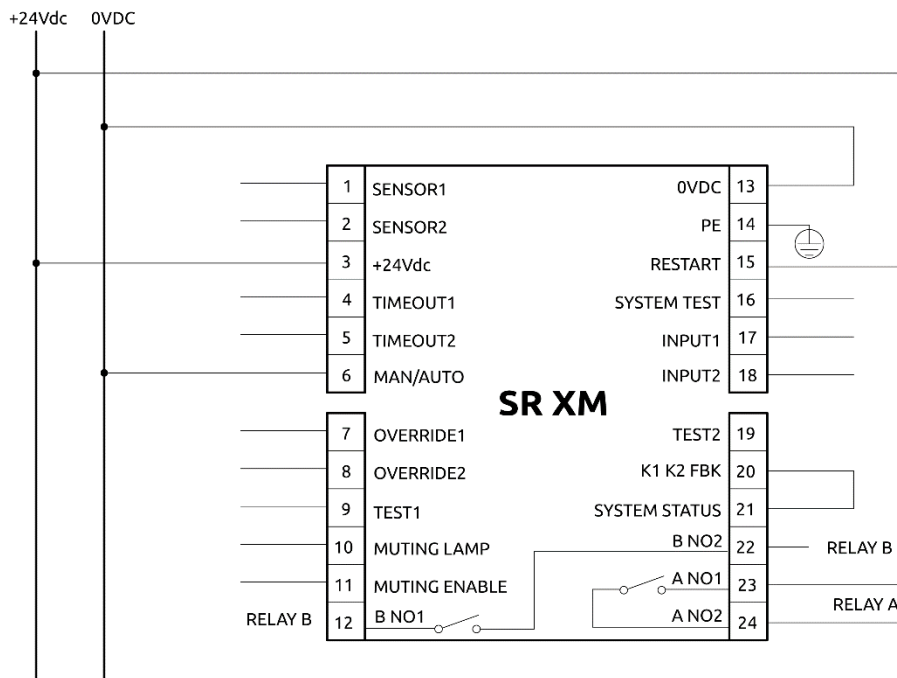 +24Vdc 0VDC
1 SENSOR1 0VDC 13
2 SENSOR2 PE 14
3 +24Vdc RESTART 15
4 TIMEOUT1 SYSTEM TEST 16
5 TIMEOUT2 INPUT1 17
6 MAN/AUTO INPUT2 18
SR XM
7 OVERRIDE1 TEST2 19
8 OVERRIDE2 K1 K2 FBK 20
9 TEST1 SYSTEM STATUS 21
10 MUTING LAMP B NO2 22 RELAY B
11 MUTING ENABLE A NO1 23
RELAY A
RELAY B 12 B NO1 A NO2 24